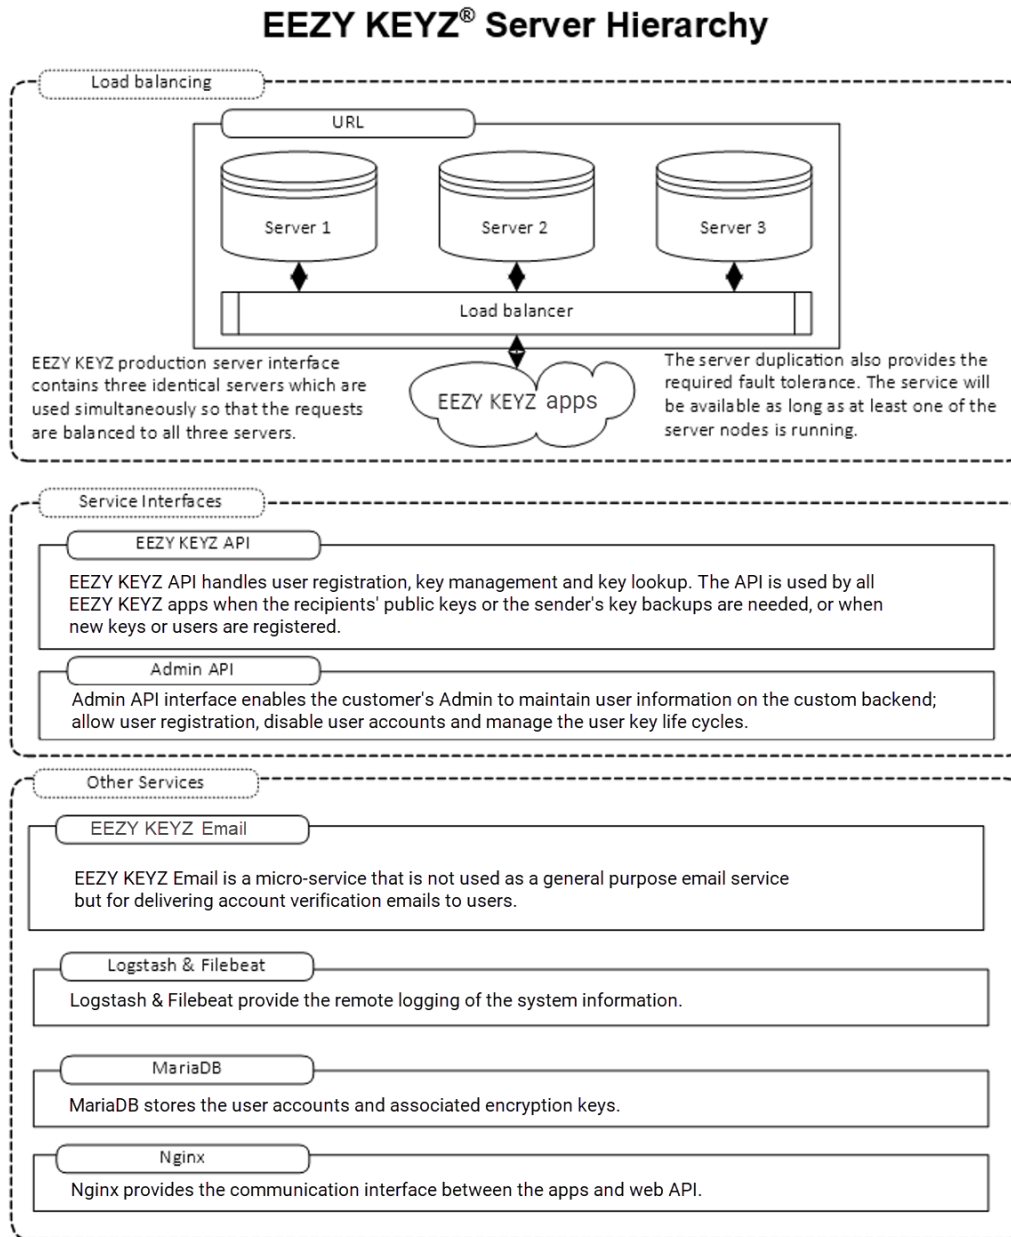 EEZY KEYZ® Server Hierarchy
Load balancing
URL
Server 1
Server 2
Server 3
Load balancer
EEZY KEYZ production server interface
contains three identical servers which are
used simultaneously so that the requests
are balanced to all three servers.
EEZY KEYZ apps
The server duplication also provides the
required fault tolerance. The service will
be available as long as at least one of the
server nodes is running.
Service Interfaces
EEZY KEYZ API
EEZY KEYZ API handles user registration, key management and key lookup. The API is used by all
EEZY KEYZ apps when the recipients' public keys or the sender's key backups are needed, or when
new keys or users are registered.
Admin API
Admin API interface enables the customer's Admin to maintain user information on the custom backend;
allow user registration, disable user accounts and manage the user key life cycles.
Other Services
EEZY KEYZ Email
EEZY KEYZ Email is a micro-service that is not used as a general purpose email service
but for delivering account verification emails to users.
Logstash & Filebeat
Logstash & Filebeat provide the remote logging of the system information.
MariaDB
MariaDB stores the user accounts and associated encryption keys.
Nginx
Nginx provides the communication interface between the apps and web API.